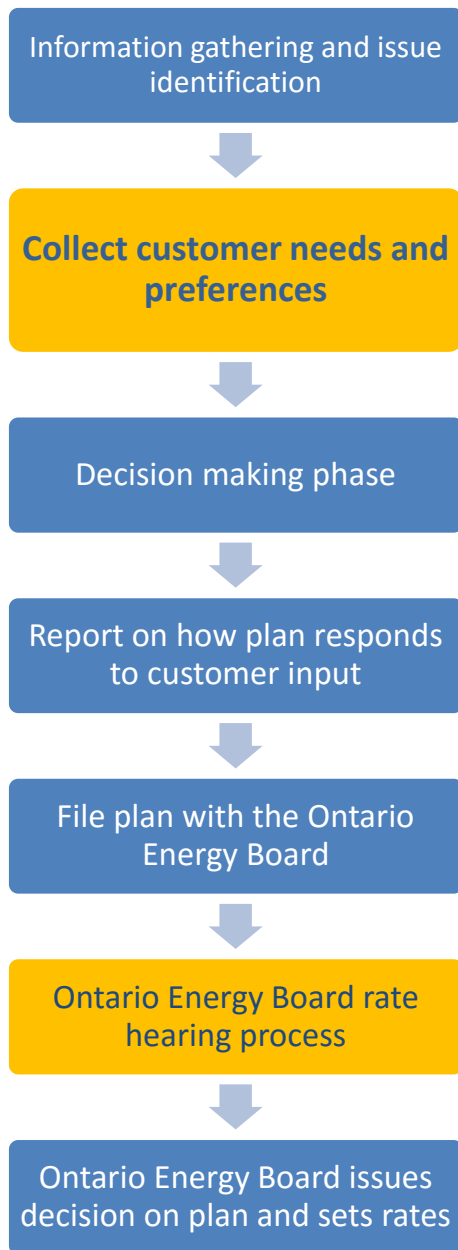 Information gathering and issue
identification
Collect customer needs and
preferences
Decision making phase
Report on how plan responds
to customer input
File plan with the Ontario
Energy Board
Ontario Energy Board rate
hearing process
Ontario Energy Board issues
decision on plan and sets rates